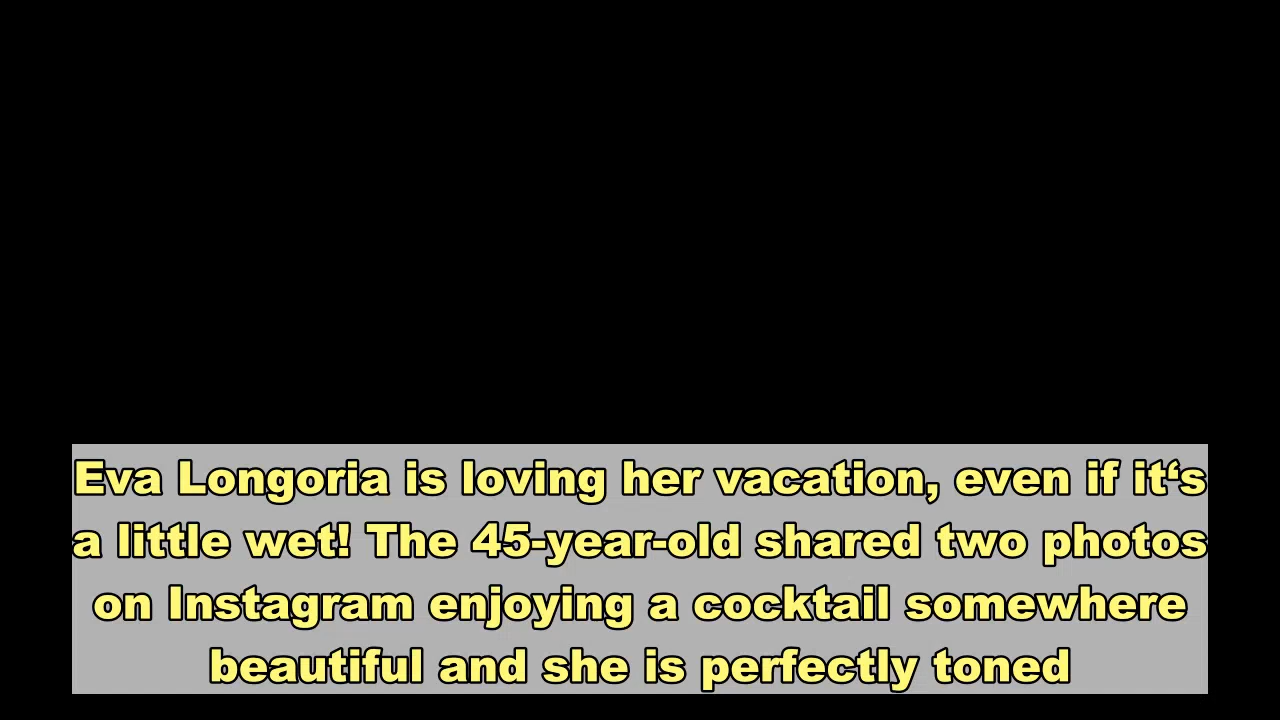 Eva Longoria is loving her vacation, even if it‘s
a little wet! The 45-year-old shared two photos
on Instagram enjoying a cocktail somewhere
beautiful and she is perfectly toned